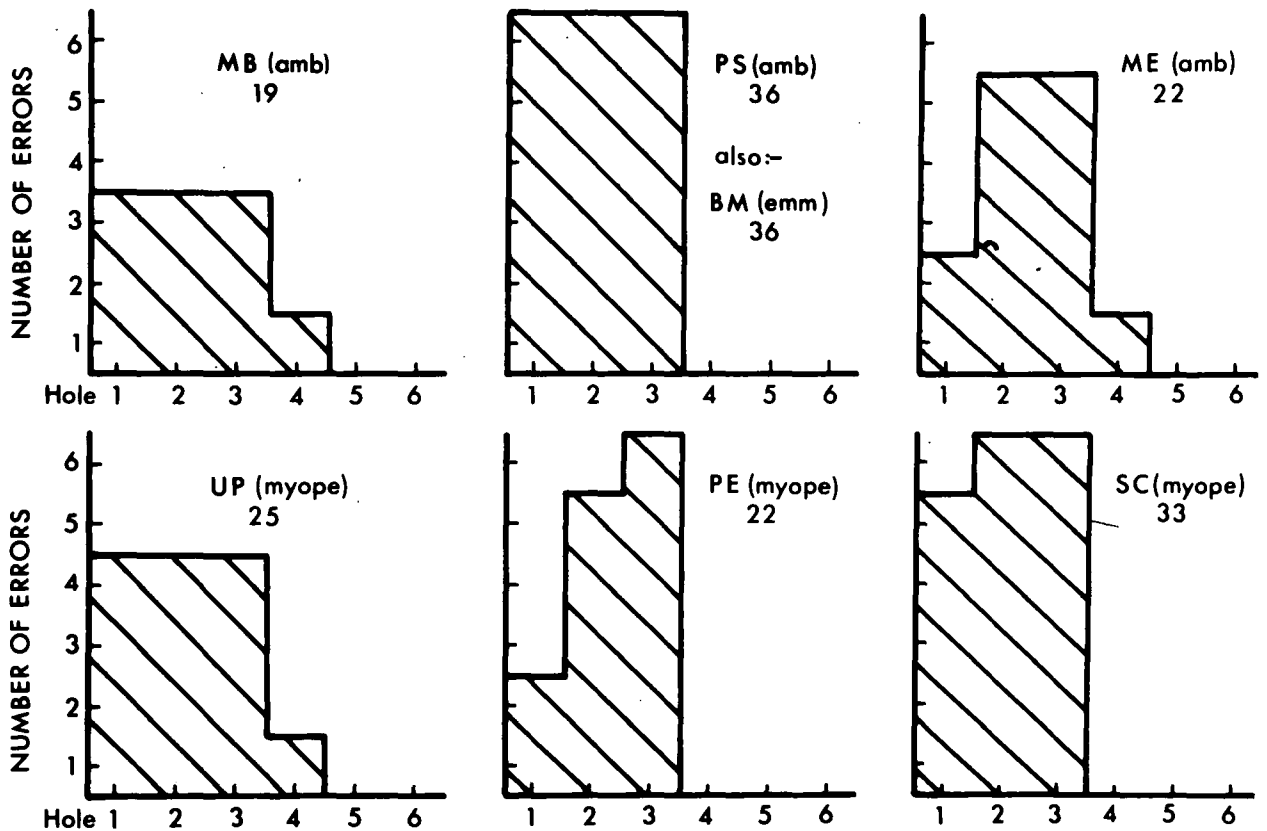 NUMBER OF ERRORS
6
5
4
3
2
1
Hole 1 2 3 4 5 6
MB (amb)
19
1 2 3 4 5 6
PS (amb)
36
also:-
BM (emm)
36
1 2 3 4 5 6
ME (amb)
22
NUMBER OF ERRORS
6
5
4
3
2
1
Hole 1 2 3 4 5 6
UP (myope)
25
1 2 3 4 5 6
PE (myope)
22
1 2 3 4 5 6
SC (myope)
33